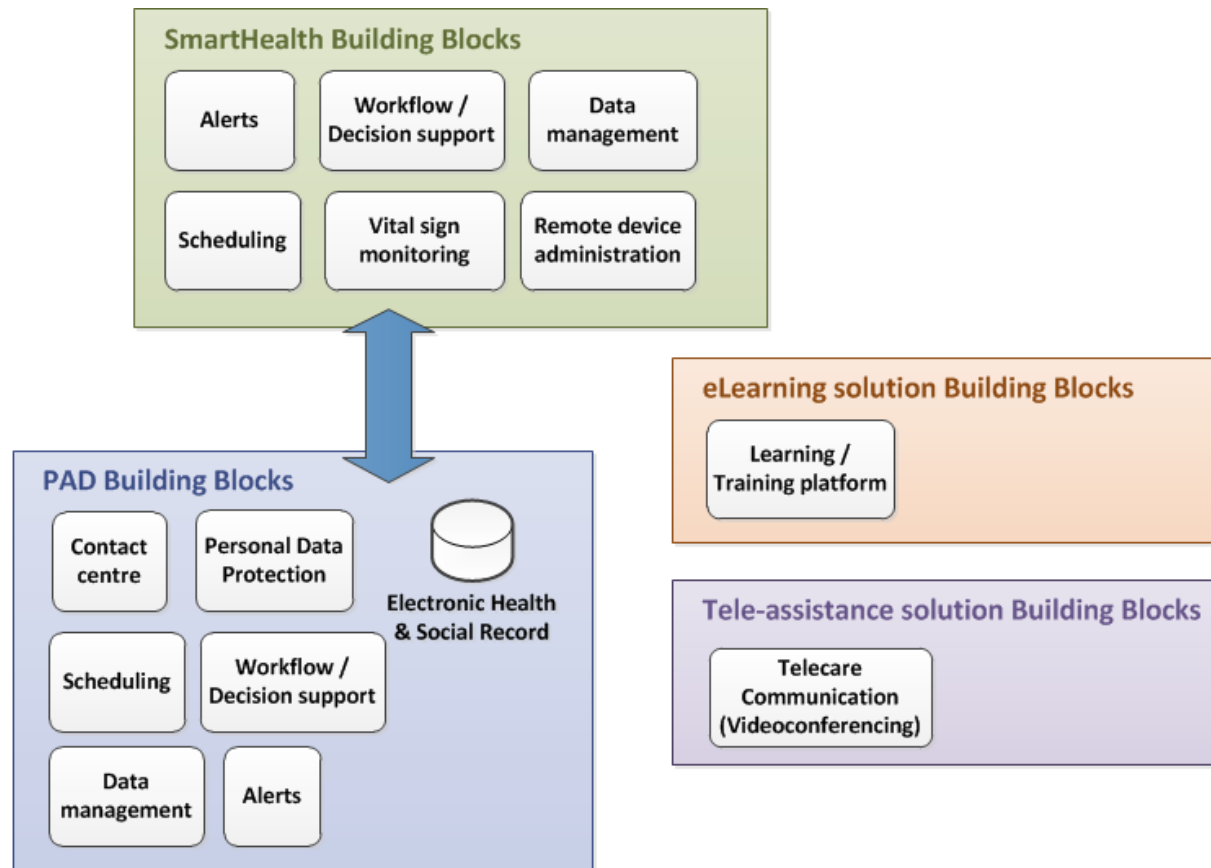 SmartHealth Building Blocks
Alerts
Workflow /
Decision support
Data
management
Scheduling
Vital sign
monitoring
Remote device
administration
eLearning solution Building Blocks
Learning /
Training platform
PAD Building Blocks
Contact
centre
Personal Data
Protection
Electronic Health
& Social Record
Scheduling
Workflow /
Decision support
Data
management
Alerts
Tele-assistance solution Building Blocks
Telecare
Communication
(Videoconferencing)